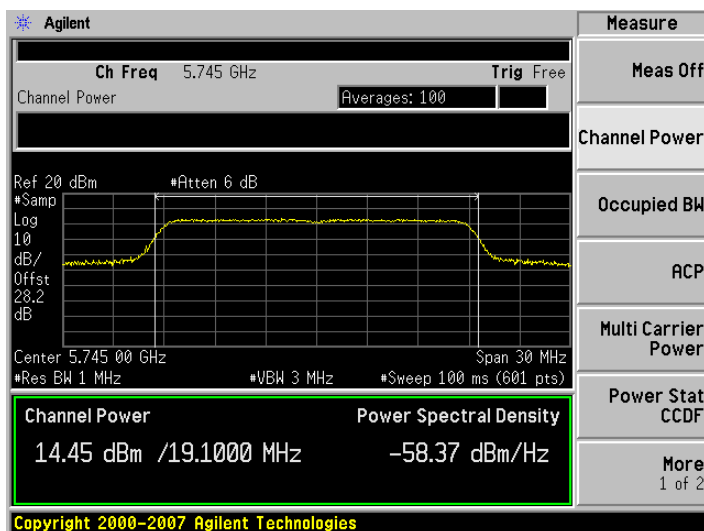 Agilent
Measure
Ch Freq 5.745 GHz Trig Free
Channel Power Averages: 100
Ref 20 dBm #Atten 6 dB
#Samp
Log
10
dB/
Offst
28.2
dB
Center 5.745 00 GHz Span 30 MHz
#Res BW 1 MHz #VBW 3 MHz #Sweep 100 ms (601 pts)
Channel Power Power Spectral Density
14.45 dBm /19.1000 MHz -58.37 dBm/Hz
Copyright 2000-2007 Agilent Technologies
Meas Off
Channel Power
Occupied BW
ACP
Multi Carrier
Power
Power Stat
CCDF
More
1 of 2